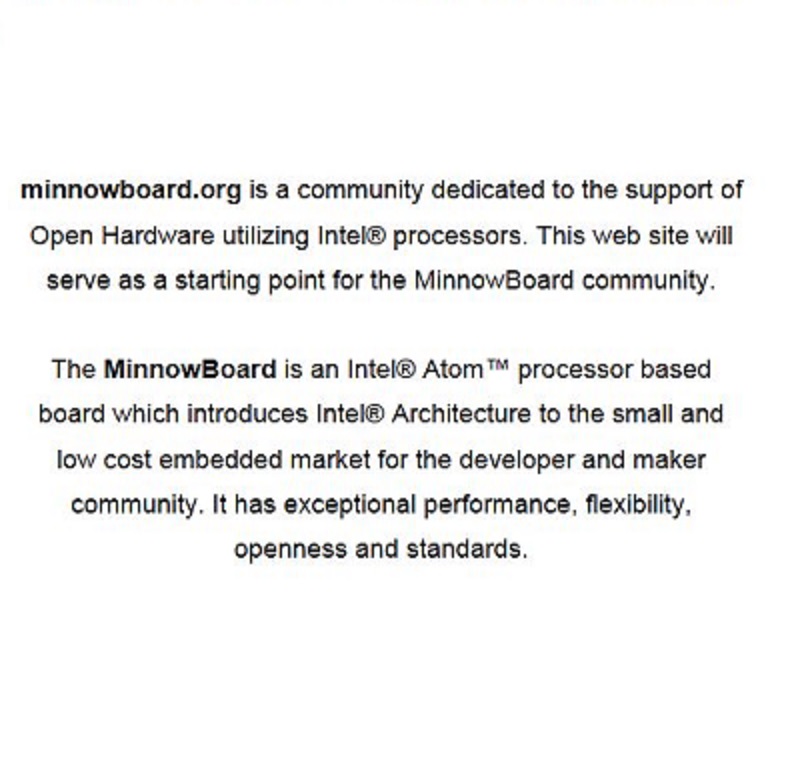 minnowboard.org is a community dedicated to the support of
Open Hardware utilizing Intel® processors. This web site will
serve as a starting point for the MinnowBoard community.
The MinnowBoard is an Intel® Atom™ processor based
board which introduces Intel® Architecture to the small and
low cost embedded market for the developer and maker
community. It has exceptional performance, flexibility,
openness and standards.